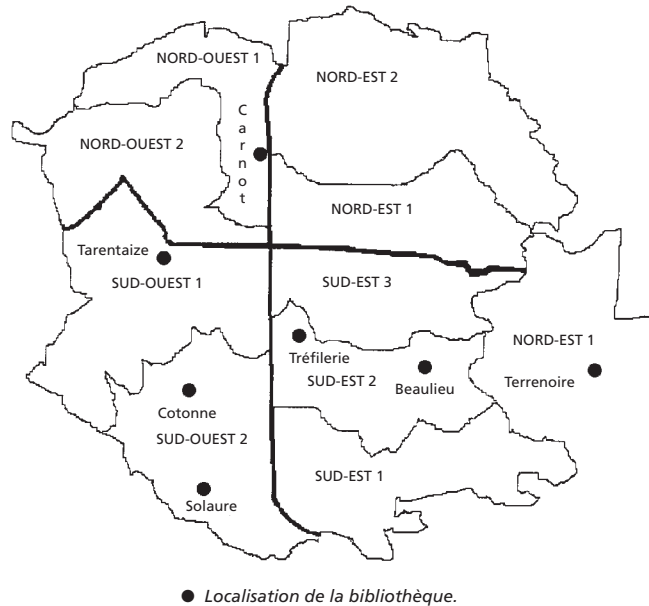 NORD-OUEST 1
NORD-EST 2
Carnot
NORD-OUEST 2
NORD-EST 1
Tarentaize
SUD-OUEST 1
SUD-EST 3
NORD-EST 1
Tréfilerie
SUD-EST 2
Beaulieu
Terrenoire
Cotonne
SUD-OUEST 2
SUD-EST 1
Solaure
Localisation de la bibliothèque.